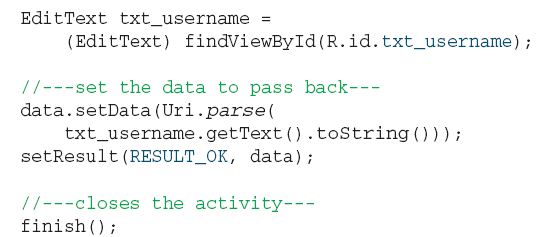 EditText txt_username =
(EditText) findViewById(R.id.txt_username);
//---set the data to pass back---
data.setData(Uri.parse(
txt_username.getText().toString()));
setResult(RESULT_OK, data);
//---closes the activity---
finish();